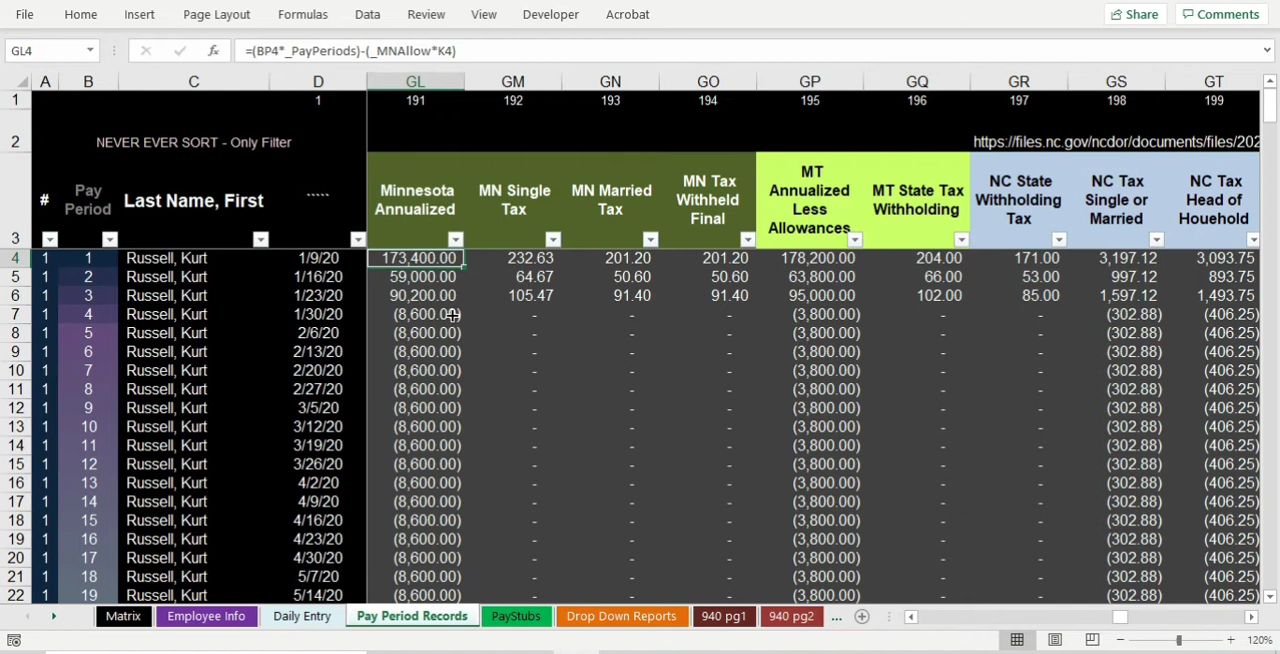 File Home Insert Page Layout Formulas Data Review View Developer Acrobat Share Comments
GL4 fx =(BP4*_PayPeriods)-(_MNAllow*K4)
A B C D GL GM GN GO GP GQ GR GS GT
1 1 191 192 193 194 195 196 197 198 199
2 NEVER EVER SORT - Only Filter https://files.nc.gov/ncdor/documents/files/202
3 # Pay Period Last Name, First ````` Minnesota Annualized MN Single Tax MN Married Tax MN Tax Withheld Final MT Annualized Less Allowances MT State Tax Withholding NC State Withholding Tax NC Tax Single or Married NC Tax Head of Houehold
4 1 1 Russell, Kurt 1/9/20 173,400.00 232.63 201.20 201.20 178,200.00 204.00 171.00 3,197.12 3,093.75
5 1 2 Russell, Kurt 1/16/20 59,000.00 64.67 50.60 50.60 63,800.00 66.00 53.00 997.12 893.75
6 1 3 Russell, Kurt 1/23/20 90,200.00 105.47 91.40 91.40 95,000.00 102.00 85.00 1,597.12 1,493.75
7 1 4 Russell, Kurt 1/30/20 (8,600.00) - - - (3,800.00) - - (302.88) (406.25)
8 1 5 Russell, Kurt 2/6/20 (8,600.00) - - - (3,800.00) - - (302.88) (406.25)
9 1 6 Russell, Kurt 2/13/20 (8,600.00) - - - (3,800.00) - - (302.88) (406.25)
10 1 7 Russell, Kurt 2/20/20 (8,600.00) - - - (3,800.00) - - (302.88) (406.25)
11 1 8 Russell, Kurt 2/27/20 (8,600.00) - - - (3,800.00) - - (302.88) (406.25)
12 1 9 Russell, Kurt 3/5/20 (8,600.00) - - - (3,800.00) - - (302.88) (406.25)
13 1 10 Russell, Kurt 3/12/20 (8,600.00) - - - (3,800.00) - - (302.88) (406.25)
14 1 11 Russell, Kurt 3/19/20 (8,600.00) - - - (3,800.00) - - (302.88) (406.25)
15 1 12 Russell, Kurt 3/26/20 (8,600.00) - - - (3,800.00) - - (302.88) (406.25)
16 1 13 Russell, Kurt 4/2/20 (8,600.00) - - - (3,800.00) - - (302.88) (406.25)
17 1 14 Russell, Kurt 4/9/20 (8,600.00) - - - (3,800.00) - - (302.88) (406.25)
18 1 15 Russell, Kurt 4/16/20 (8,600.00) - - - (3,800.00) - - (302.88) (406.25)
19 1 16 Russell, Kurt 4/23/20 (8,600.00) - - - (3,800.00) - - (302.88) (406.25)
20 1 17 Russell, Kurt 4/30/20 (8,600.00) - - - (3,800.00) - - (302.88) (406.25)
21 1 18 Russell, Kurt 5/7/20 (8,600.00) - - - (3,800.00) - - (302.88) (406.25)
22 1 19 Russell, Kurt 5/14/20 (8,600.00) - - - (3,800.00) - - (302.88) (406.25)
Matrix Employee Info Daily Entry Pay Period Records PayStubs Drop Down Reports 940 pg1 940 pg2 ...
120%